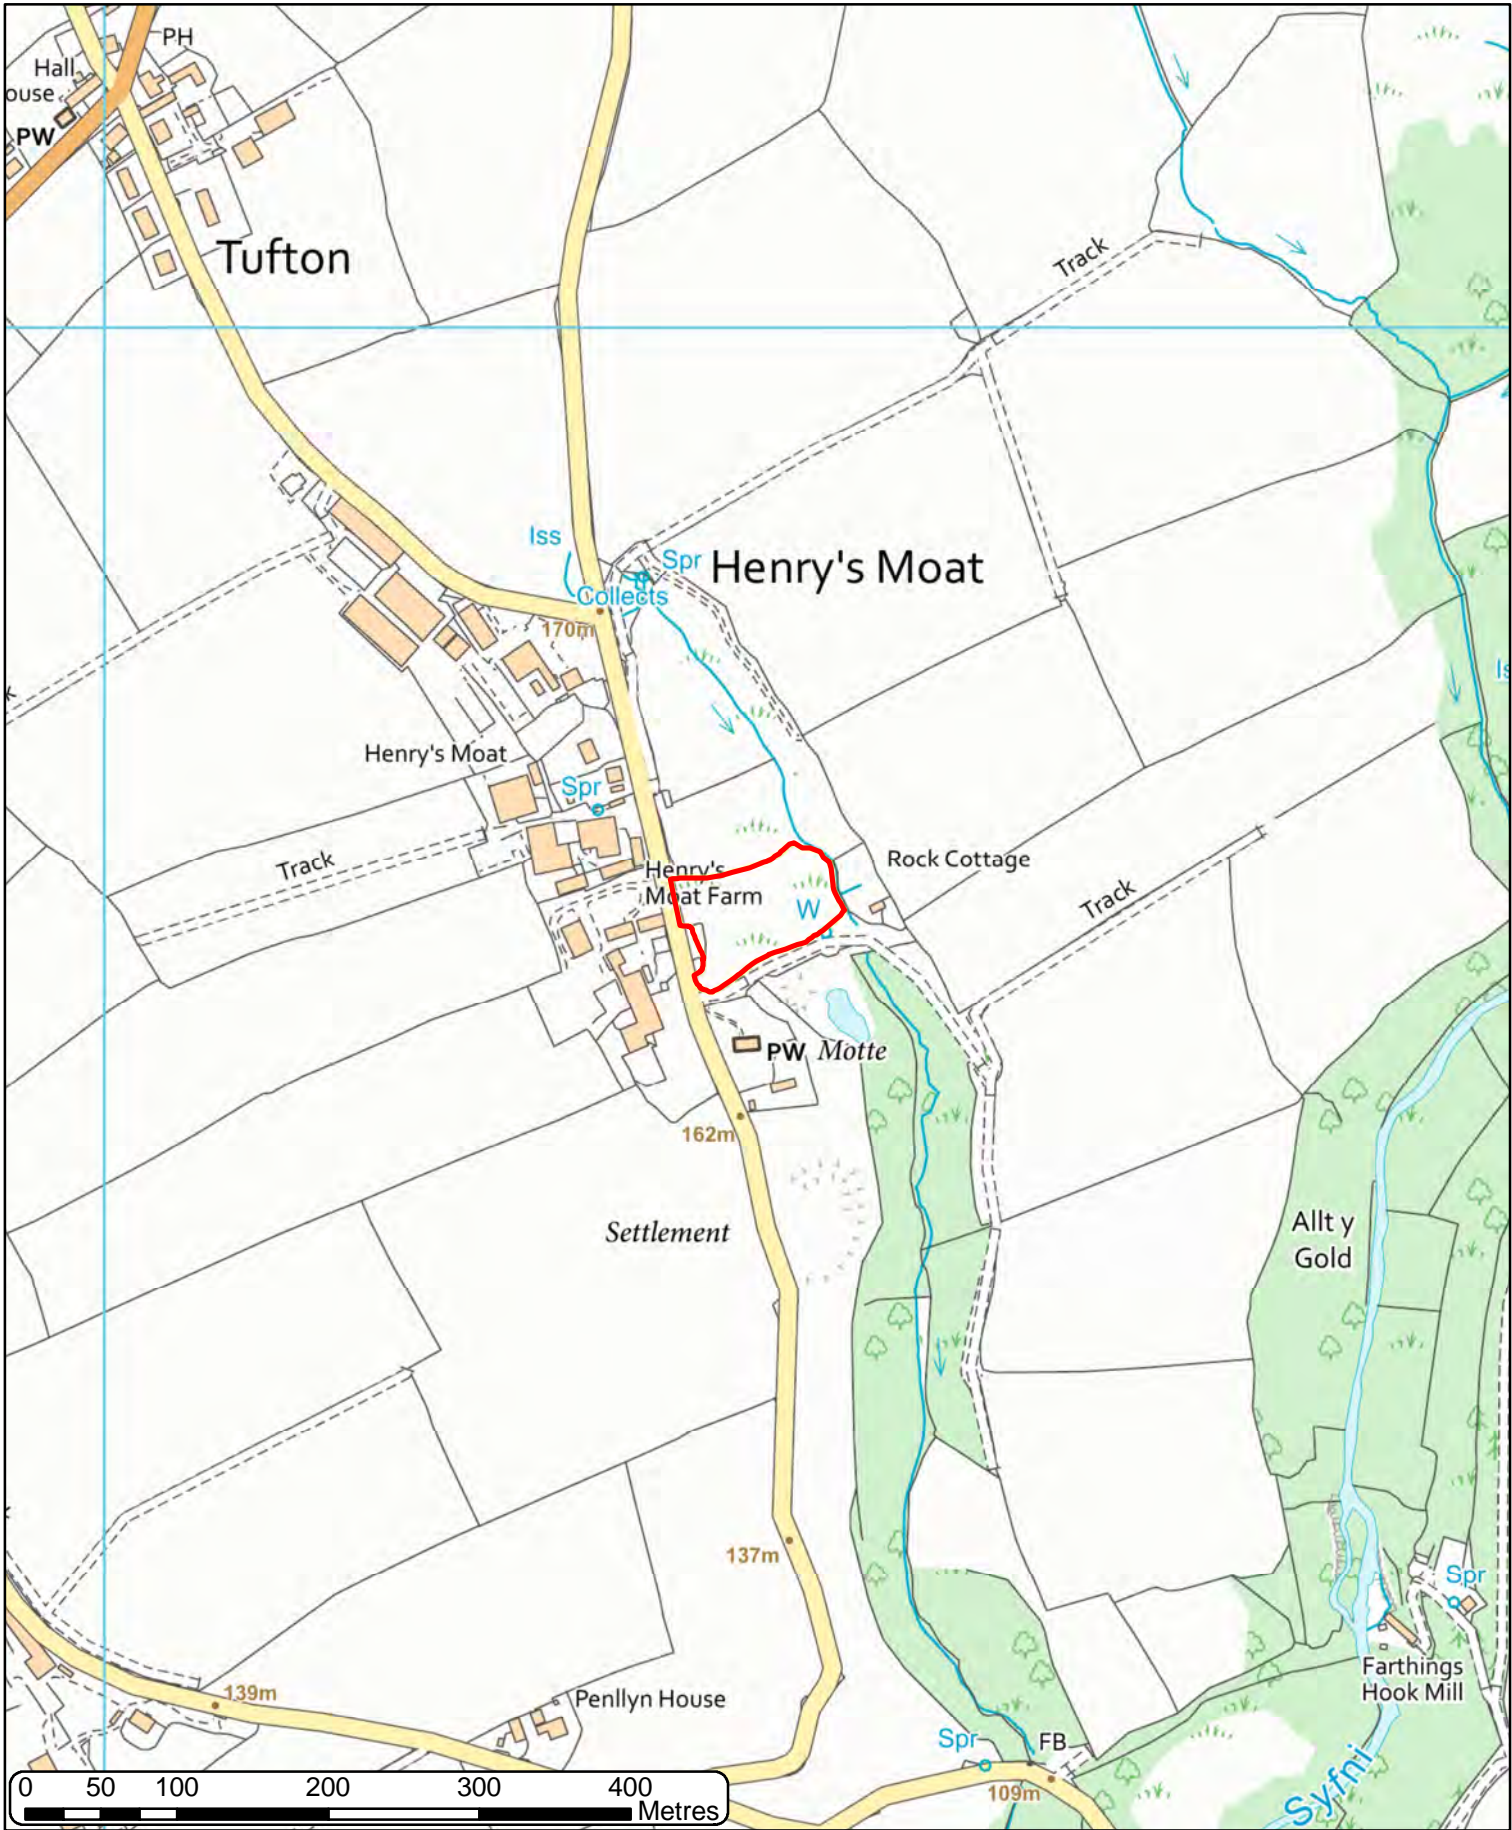 PH
Hall
ouse
PW
Tufton
Track
Iss
Spr
Henry's Moat
Collects
170m
Henry's Moat
Spr
Track
Henry's
Moat Farm
W
Rock Cottage
Track
PW
Motte
162m
Settlement
Allt y
Gold
137m
Spr
Farthings
Hook Mill
139m
Penllyn House
Spr
FB
109m
Syfni
0 50 100 200 300 400
Metres